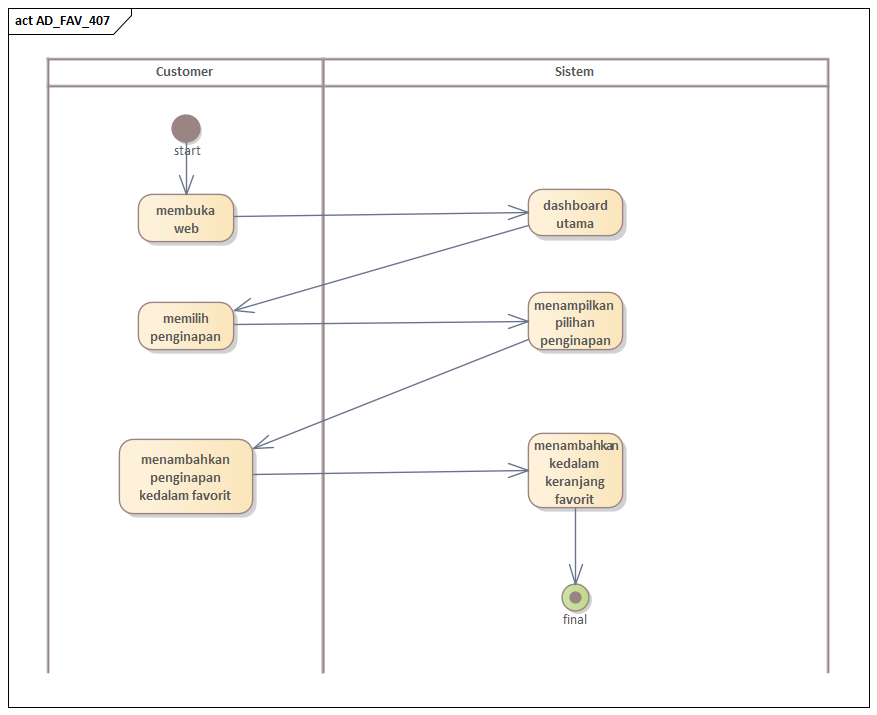 act AD_FAV_407
Customer
Sistem
start
membuka
web
dashboard
utama
memilih
penginapan
menampilkan
pilihan
penginapan
menambahkan
penginapan
kedalam favorit
menambahkan
kedalam
keranjang
favorit
final